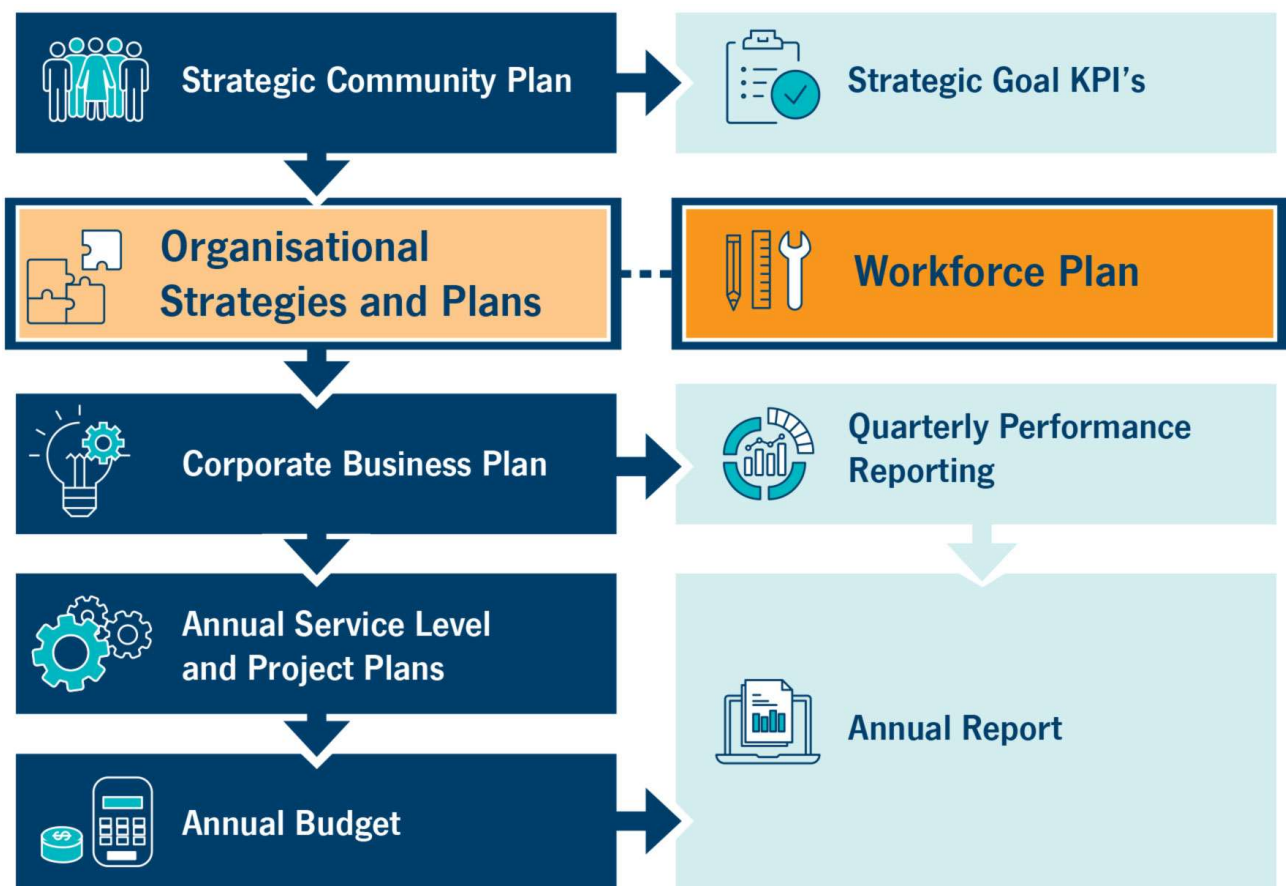 Strategic Community Plan
Strategic Goal KPI's
Organisational
Strategies and Plans
Workforce Plan
Corporate Business Plan
Quarterly Performance
Reporting
Annual Service Level
and Project Plans
Annual Report
$
Annual Budget